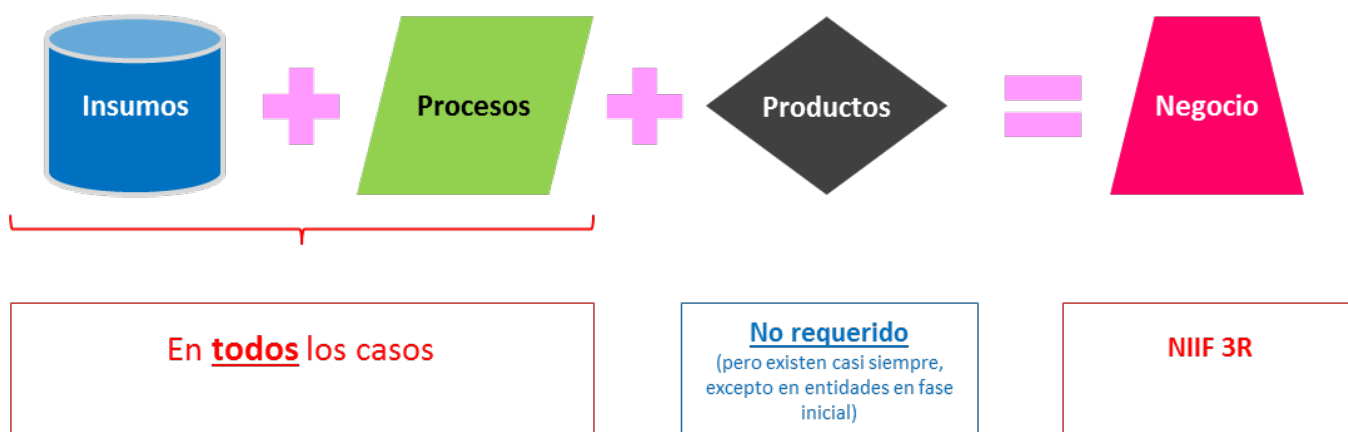 Insumos
Procesos
Productos
Negocio
En todos los casos
No requerido
(pero existen casi siempre,
excepto en entidades en fase
inicial)
NIIF 3R